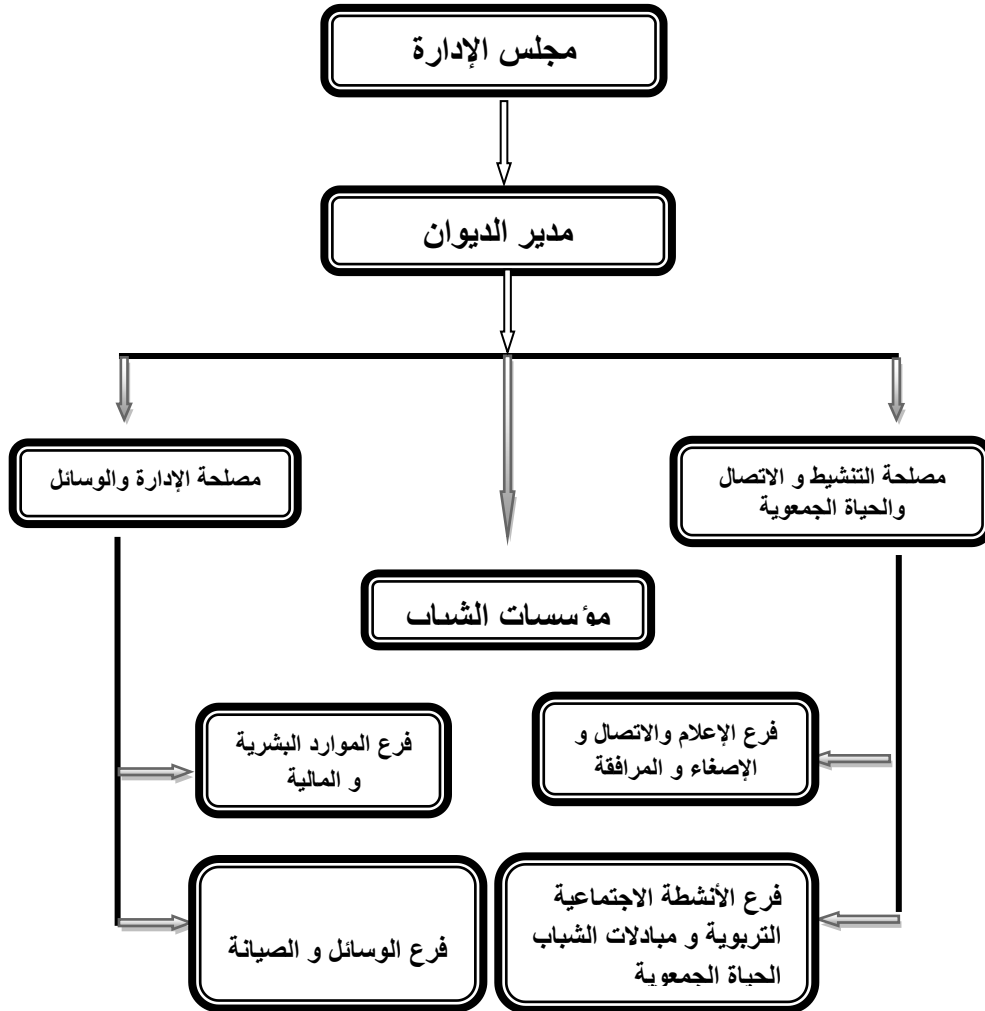 مجلس الإدارة
مدير الديوان
مصلحة التنشيط و الاتصال
والحياة الجمعوية
مصلحة الإدارة والوسائل
مؤسسات الشباب
فرع الإعلام والاتصال و
الإصغاء و المرافقة
فرع الموارد البشرية
و المالية
فرع الأنشطة الاجتماعية
التربوية و مبادلات الشباب
الحياة الجمعوية
فرع الوسائل و الصيانة